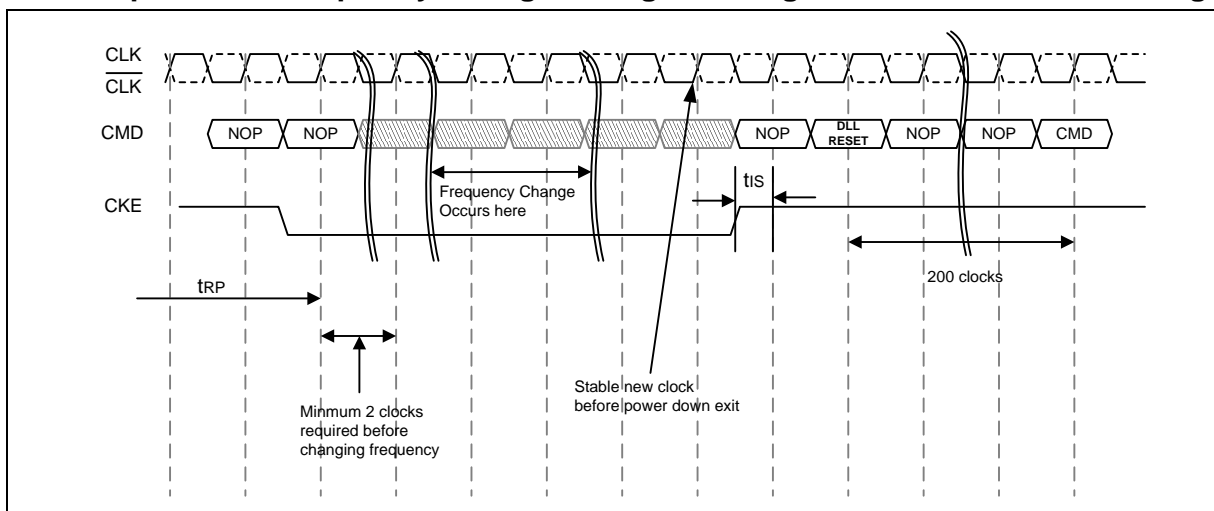 CLK
CLK
CMD
NOP
NOP
NOP
DLL
RESET
NOP
NOP
CMD
CKE
Frequency Change
Occurs here
tIS
200 clocks
tRP
Minmum 2 clocks
required before
changing frequency
Stable new clock
before power down exit